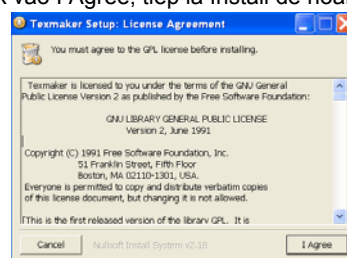 vào I Agree, tiếp là Install để hoàn
Texmaker Setup: License Agreement
You must agree to the GPL license before installing.
Texmaker is licensed to you under the terms of the GNU General
Public License Version 2 as published by the Free Software Foundation:
GNU LIBRARY GENERAL PUBLIC LICENSE
Version 2, June 1991
Copyright (C) 1991 Free Software Foundation, Inc.
51 Franklin Street, Fifth Floor
Boston, MA 02110-1301, USA.
Everyone is permitted to copy and distribute verbatim copies
of this license document, but changing it is not allowed.
[This is the first released version of the library GPL. It is
Cancel
Nullsoft Install System v2.18
I Agree